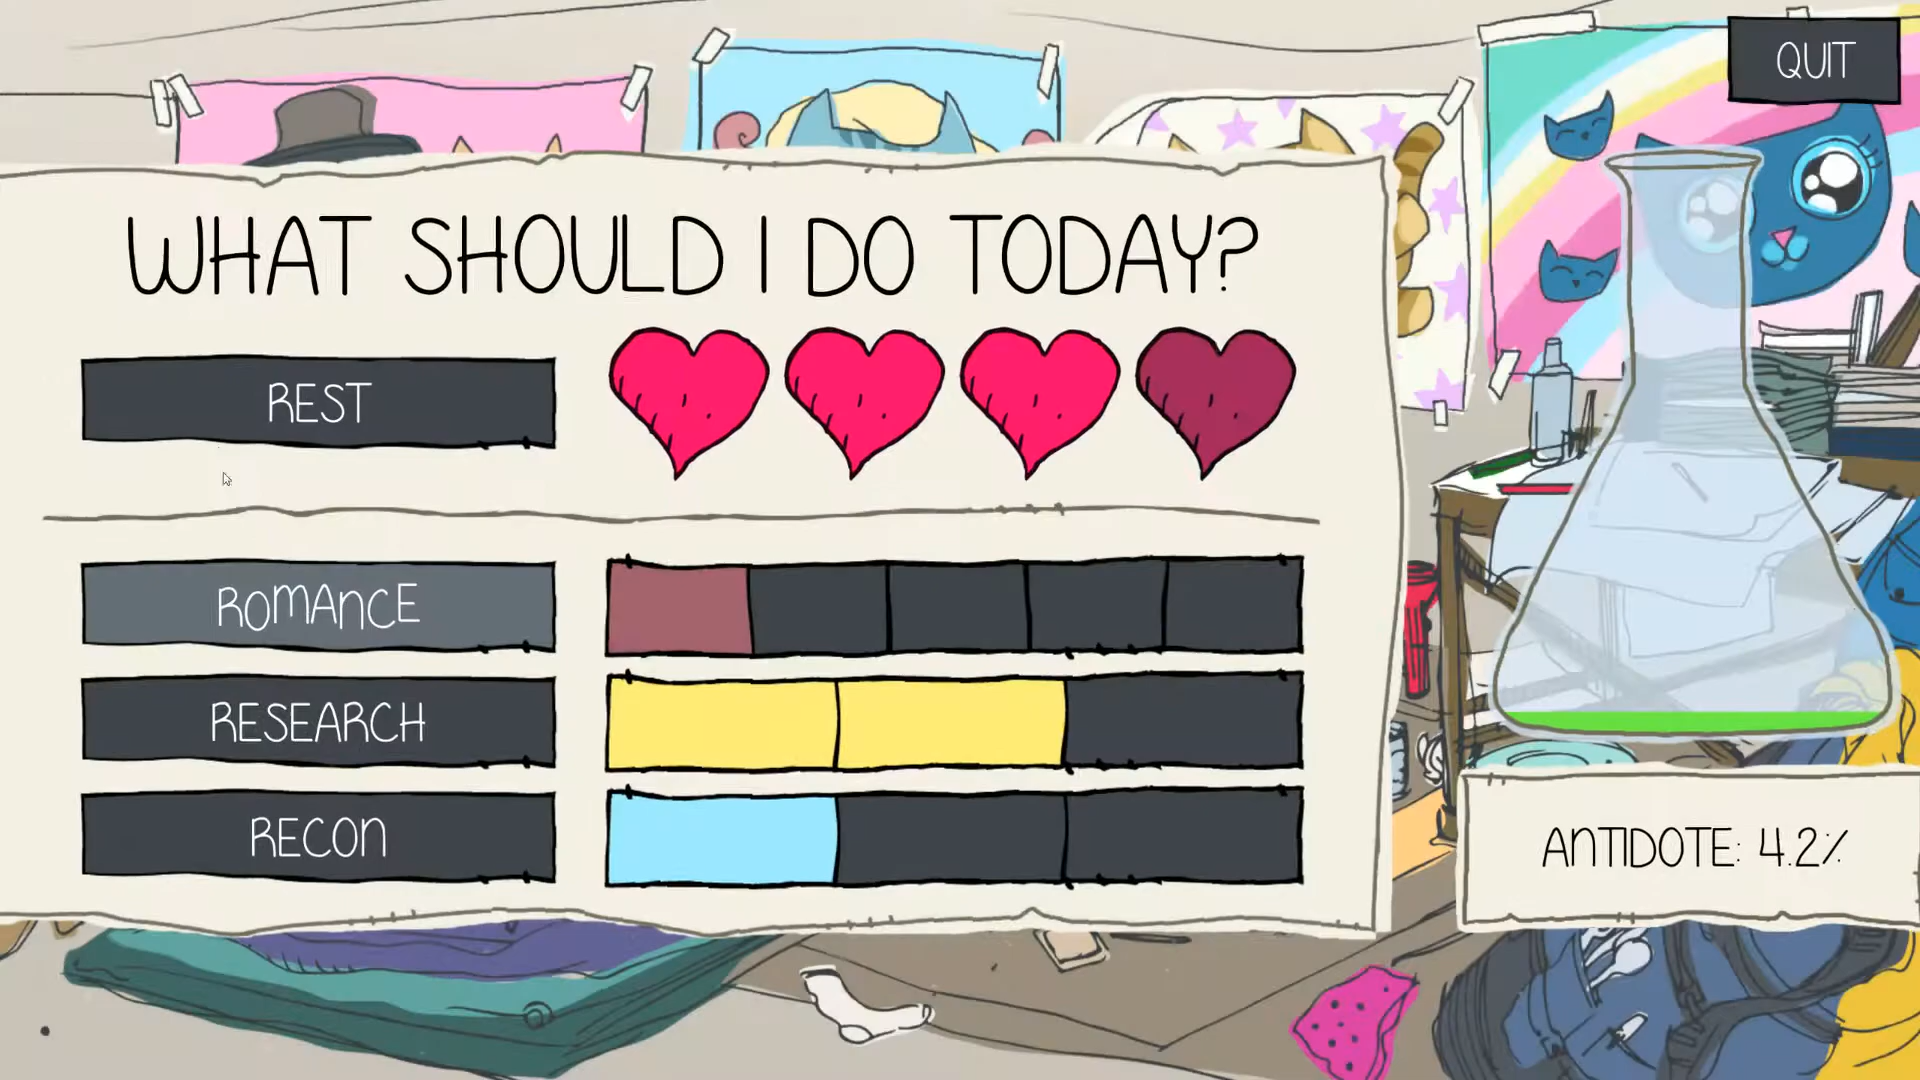 QUIT
WHAT SHOULD I DO TODAY?
REST
ROMANCE
RESEARCH
RECON
ANTIDOTE: 4.2%